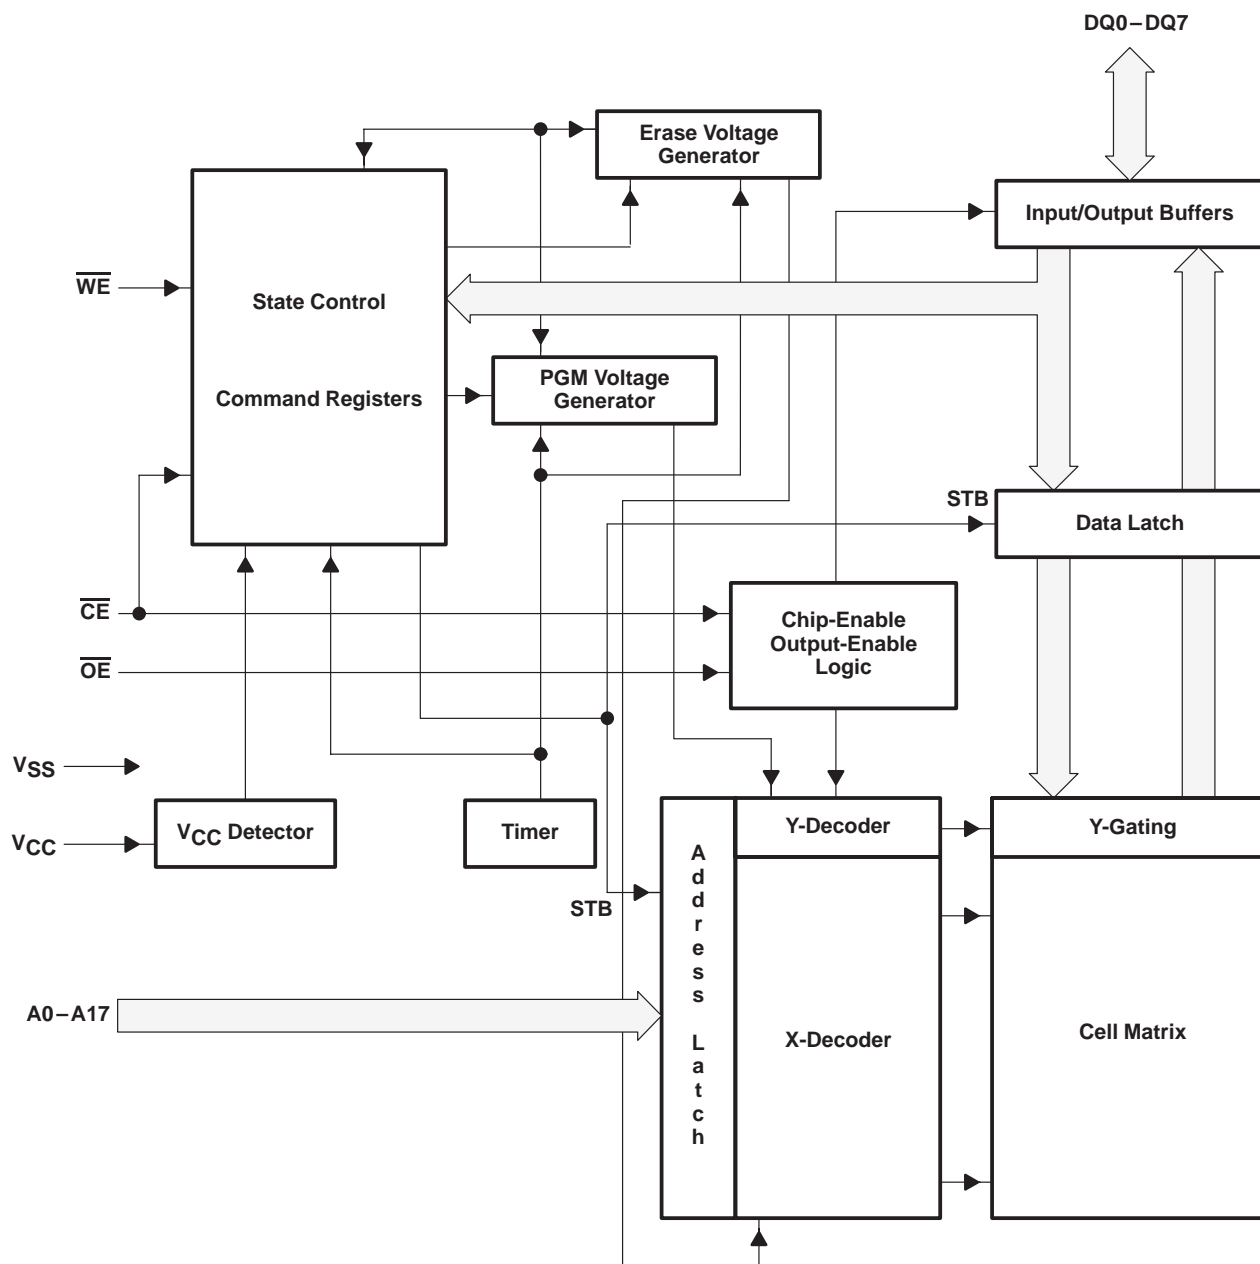 DQ0–DQ7
Erase Voltage
Generator
Input/Output Buffers
WE
State Control
PGM Voltage
Generator
Command Registers
STB
Data Latch
CE
Chip-Enable
Output-Enable
Logic
OE
VSS
VCC
VCC Detector
Timer
Y-Decoder
Y-Gating
Address Latch
STB
A0–A17
X-Decoder
Cell Matrix